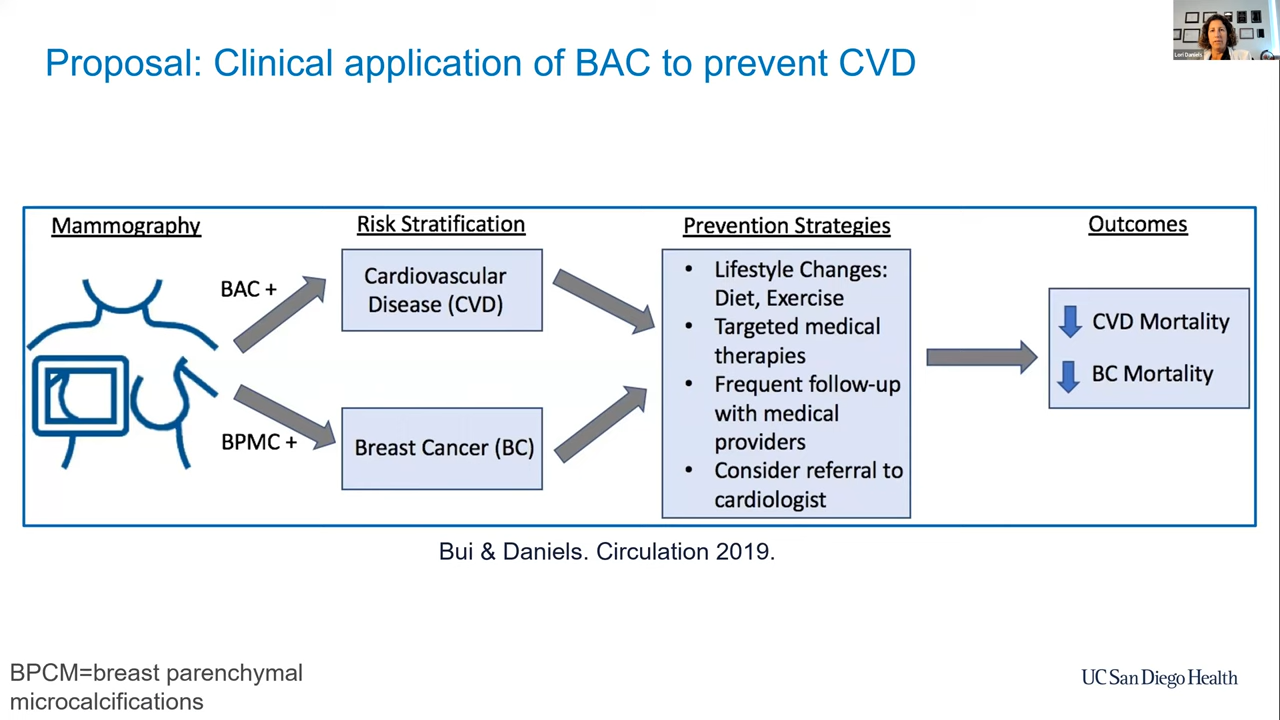 Proposal: Clinical application of BAC to prevent CVD
Lori Daniels
Mammography
Risk Stratification
Prevention Strategies
Outcomes
BAC +
Cardiovascular
Disease (CVD)
BPMC +
Breast Cancer (BC)
• Lifestyle Changes:
Diet, Exercise
• Targeted medical
therapies
• Frequent follow-up
with medical
providers
• Consider referral to
cardiologist
CVD Mortality
BC Mortality
Bui & Daniels. Circulation 2019.
BPCM=breast parenchymal
microcalcifications
UC San Diego Health